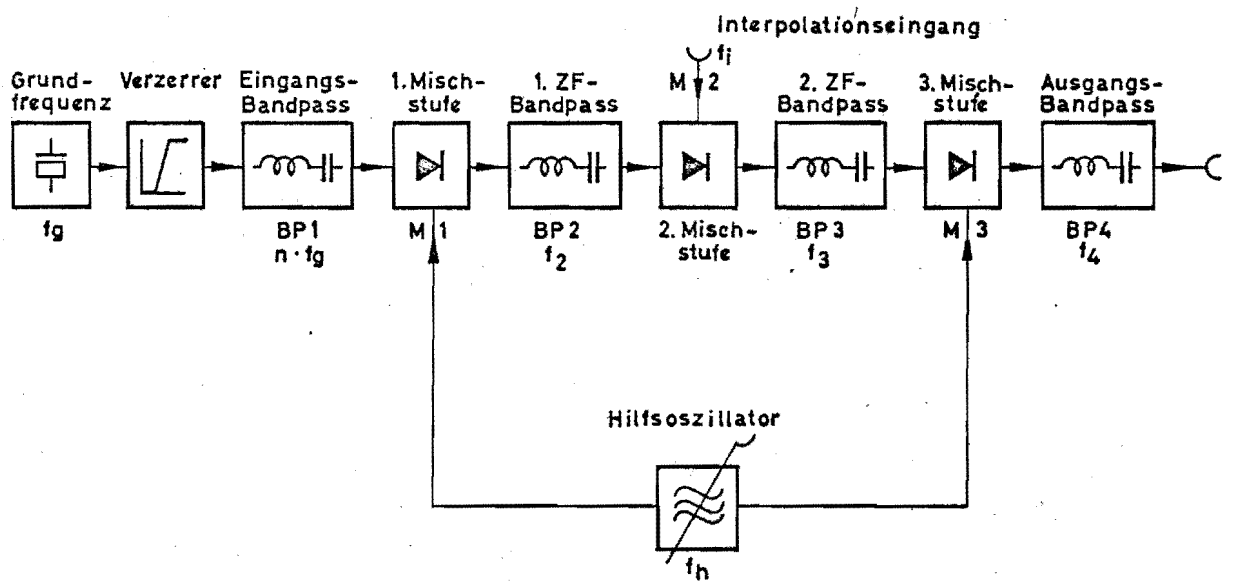 Interpolationseingang
fi
Grund-
frequenz
Verzerrer
Eingangs-
Bandpass
1. Misch-
stufe
1. ZF-
Bandpass
M 2
2. ZF-
Bandpass
3. Misch-
stufe
Ausgangs-
Bandpass
fg
BP1
n · fg
M 1
BP2
f2
2. Misch-
stufe
BP3
f3
M 3
BP4
f4
Hilfsoszillator
fh